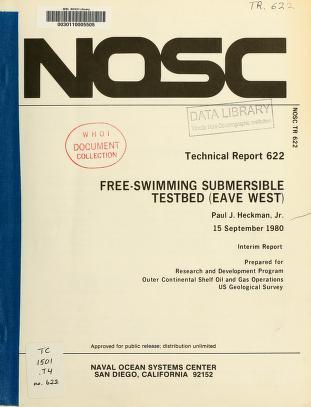 TR. 622
MBL/WHOI Library
0030110005505
NOSC
NOSC TR 622
DATA LIBRARY
Woods Hole Oceanographic Institution
WHOI
DOCUMENT
COLLECTION
Technical Report 622
FREE-SWIMMING SUBMERSIBLE
TESTBED (EAVE WEST)
Paul J. Heckman, Jr.
15 September 1980
Interim Report
Prepared for
Research and Development Program
Outer Continental Shelf Oil and Gas Operations
US Geological Survey
Approved for public release; distribution unlimited
NAVAL OCEAN SYSTEMS CENTER
SAN DIEGO, CALIFORNIA 92152
TC
1501
.T4
no. 622